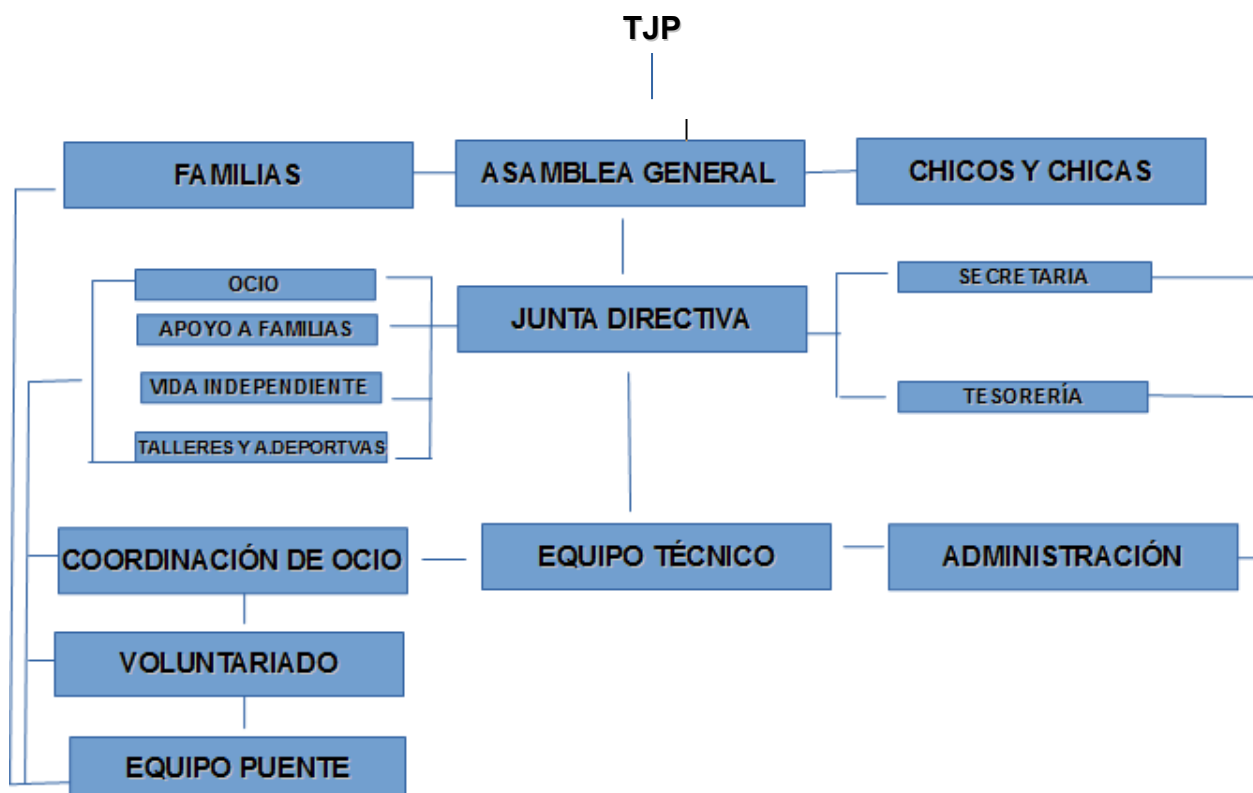 TJP
FAMILIAS
ASAMBLEA GENERAL
CHICOS Y CHICAS
OCIO
APOYO A FAMILIAS
VIDA INDEPENDIENTE
TALLERES Y A.DEPORTVAS
JUNTA DIRECTIVA
SECRETARIA
TESORERÍA
COORDINACIÓN DE OCIO
EQUIPO TÉCNICO
ADMINISTRACIÓN
VOLUNTARIADO
EQUIPO PUENTE